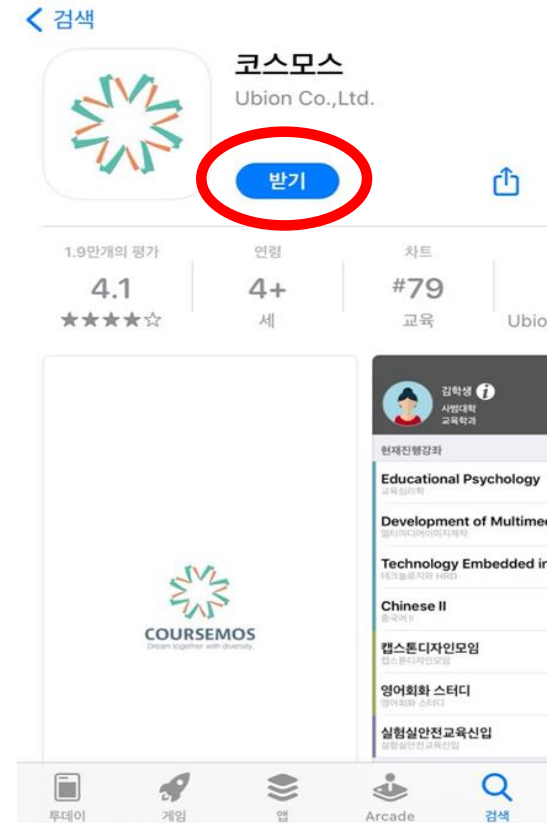 검색
코스모스
Ubion Co.,Ltd.
받기
1.9만개의 평가
연령
차트
4.1
4+
#79
★★★★☆
세
교육
Ubio
김학생
사범대학
교육학과
현재진행강좌
Educational Psychology
교육심리학
Development of Multimed
멀티미디어이미지제작
Technology Embedded in
테크놀로지와 HRD
Chinese II
중국어 II
캡스톤디자인모임
캡스톤디자인모임
영어회화 스터디
영어회화 스터디
실험실안전교육신입
실험실안전교육신입
COURSEMOS
Dream together with diversity
투데이
게임
앱
Arcade
검색